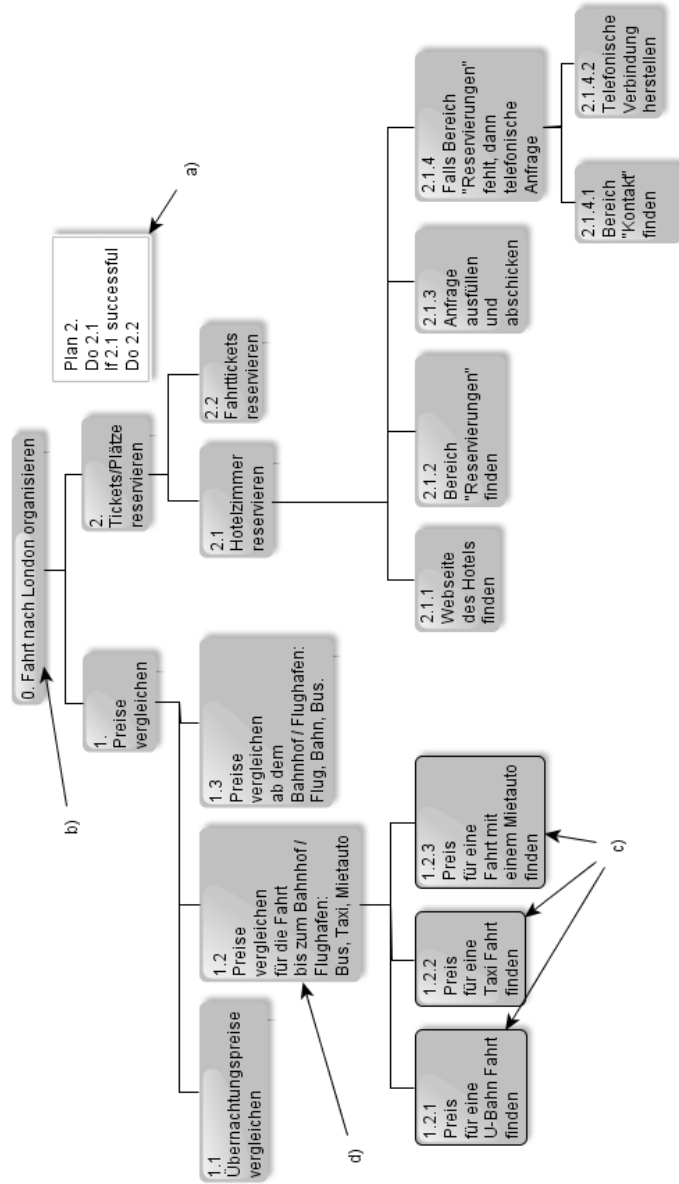 0. Fahrt nach London organisieren
b)
1.
Preise
vergleichen
2.
Tickets/Plätze
reservieren
Plan 2.
Do 2.1
If 2.1 successful
Do 2.2
a)
1.1
Übernachtungspreise
vergleichen
1.2
Preise
vergleichen
für die Fahrt
bis zum Bahnhof /
Flughafen:
Bus, Taxi, Mietauto
1.3
Preise
vergleichen
ab dem
Bahnhof / Flughafen:
Flug, Bahn, Bus.
2.1
Hotelzimmer
reservieren
2.2
Fahrttickets
reservieren
d)
1.2.1
Preis
für eine
U-Bahn Fahrt
finden
1.2.2
Preis
für eine
Taxi Fahrt
finden
1.2.3
Preis
für eine
Fahrt mit
einem Mietauto
finden
c)
2.1.1
Webseite
des Hotels
finden
2.1.2
Bereich
"Reservierungen"
finden
2.1.3
Anfrage
ausfüllen
und
abschicken
2.1.4
Falls Bereich
"Reservierungen"
fehlt, dann
telefonische
Anfrage
2.1.4.1
Bereich
"Kontakt"
finden
2.1.4.2
Telefonische
Verbindung
herstellen